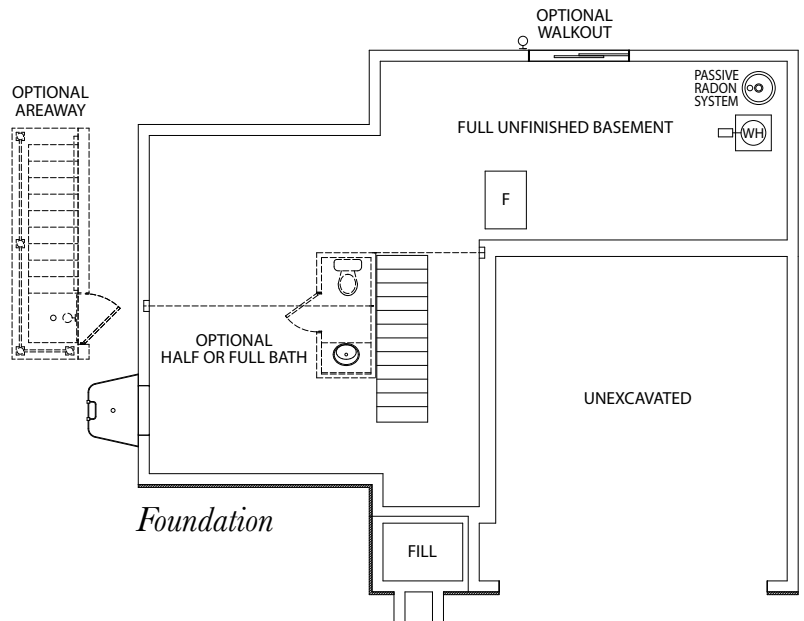 OPTIONAL
WALKOUT
OPTIONAL
AREAWAY
PASSIVE
RADON
SYSTEM
FULL UNFINISHED BASEMENT
WH
F
OPTIONAL
HALF OR FULL BATH
UNEXCAVATED
Foundation
FILL